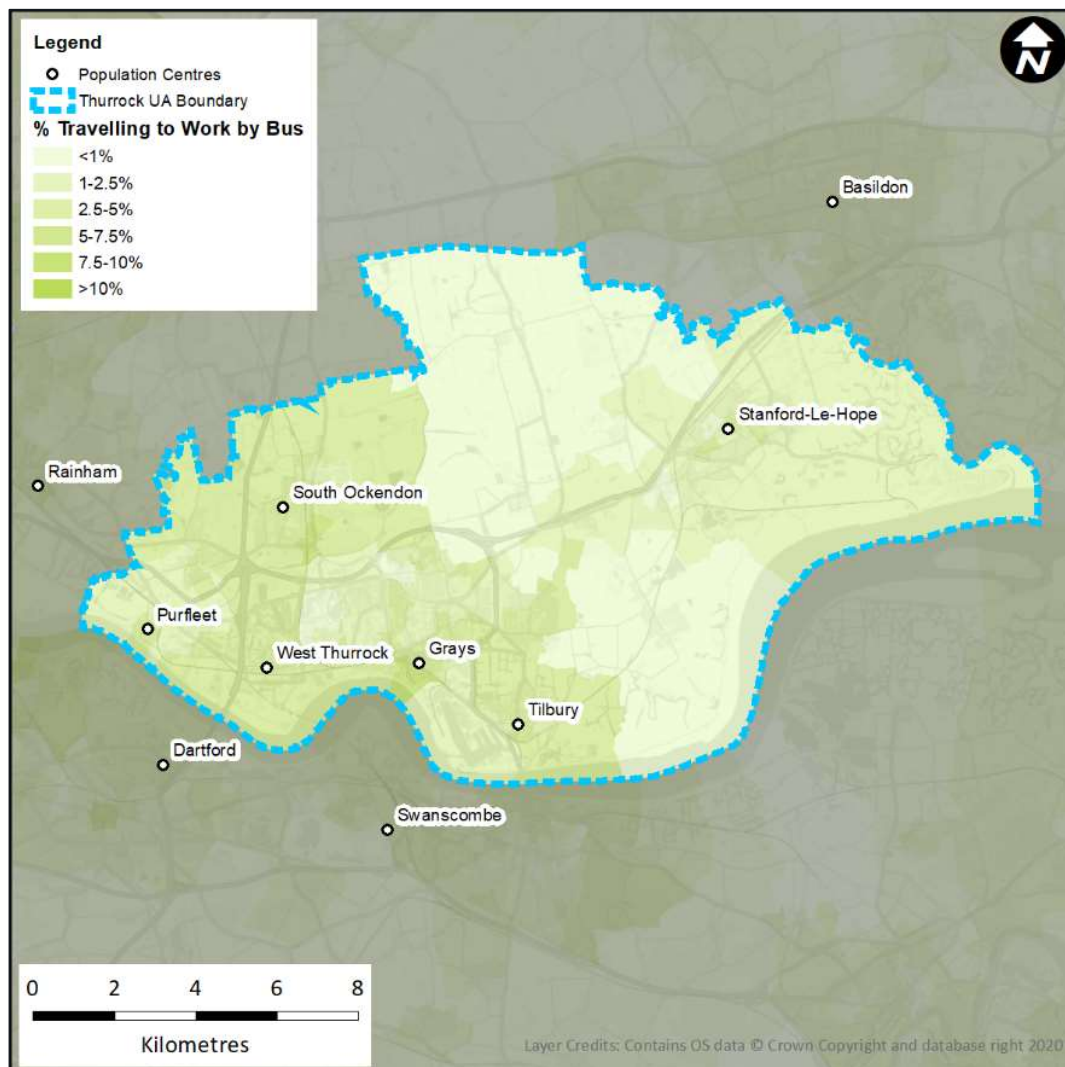 Legend
Population Centres
Thurrock UA Boundary
% Travelling to Work by Bus
<1%
1-2.5%
2.5-5%
5-7.5%
7.5-10%
>10%
N
Basildon
Stanford-Le-Hope
Rainham
South Ockendon
Purfleet
West Thurrock
Grays
Tilbury
Dartford
Swanscombe
0 2 4 6 8
Kilometres
Layer Credits: Contains OS data © Crown Copyright and database right 2020